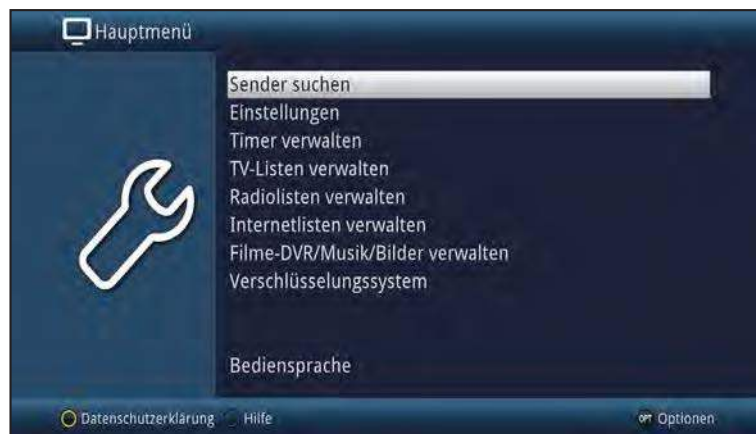 Hauptmenü
Sender suchen
Einstellungen
Timer verwalten
TV-Listen verwalten
Radiolisten verwalten
Internetlisten verwalten
Filme-DVR/Musik/Bilder verwalten
Verschlüsselungssystem
Bediensprache
Datenschutzerklärung Hilfe OPT Optionen